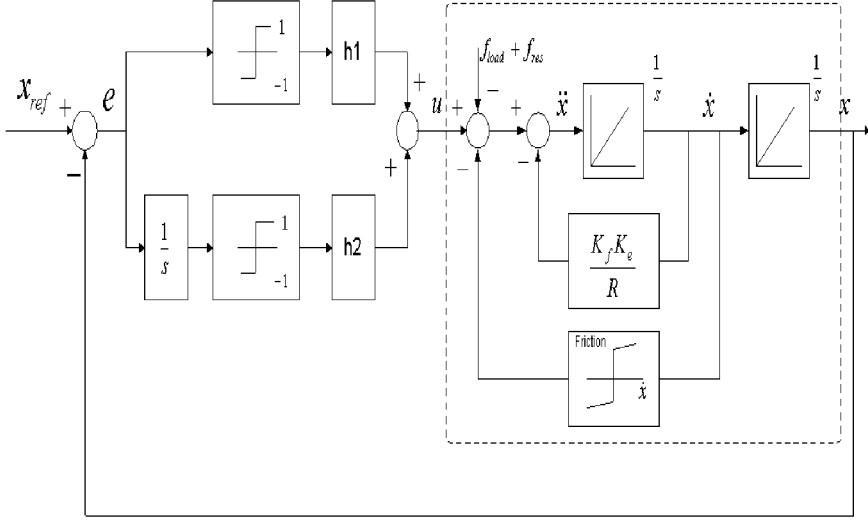 x_ref
+
−
e
1
-1
h1
+
1/s
1
-1
h2
+
u
+
f_load + f_res
−
−
+
−
ẍ
1/s
ẋ
1/s
x
K_f K_e
R
Friction
ẋ